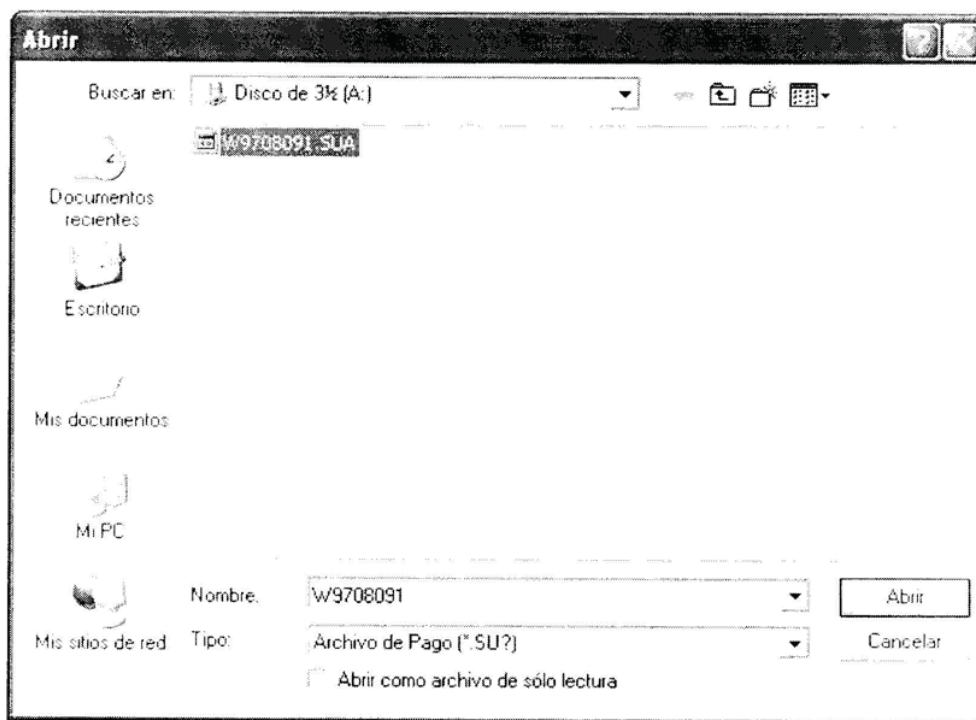 Abrir
Buscar en:
Disco de 3½ (A:)
W9708091.SUA
Documentos
recientes
Escritorio
Mis documentos
Mi PC
Mis sitios de red
Nombre.
W9708091
Abrir
Tipo:
Archivo de Pago (*.SU?)
Cancelar
Abrir como archivo de sólo lectura